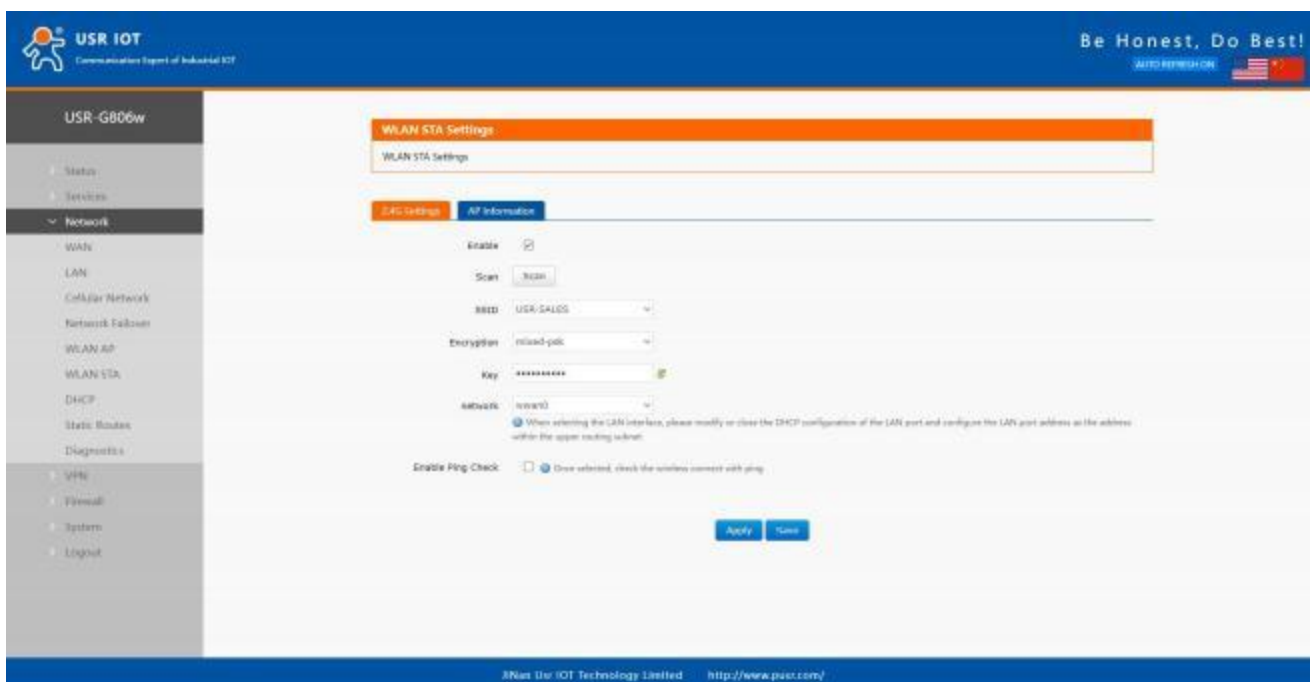 USR IOT
Communication Expert of Industrial IOT
Be Honest, Do Best!
AUTO REFRESH ON
USR-G806w
Status
Services
Network
WAN
LAN
Cellular Network
Network Failover
WLAN AP
WLAN STA
DHCP
Static Routes
Diagnostics
VPN
Firewall
System
Logout
WLAN STA Settings
WLAN STA Settings
2.4G Settings
AP Information
Enable
Scan Scan
SSID USR-SALES
Encryption mixed-psk
Key **********
network wwan0
When selecting the LAN interface, please modify or close the DHCP configuration of the LAN port and configure the LAN port address as the address
within the upper routing subnet
Enable Ping Check Once selected, check the wireless connect with ping
Apply Save
JiNan Usr IOT Technology Limited http://www.pusr.com/